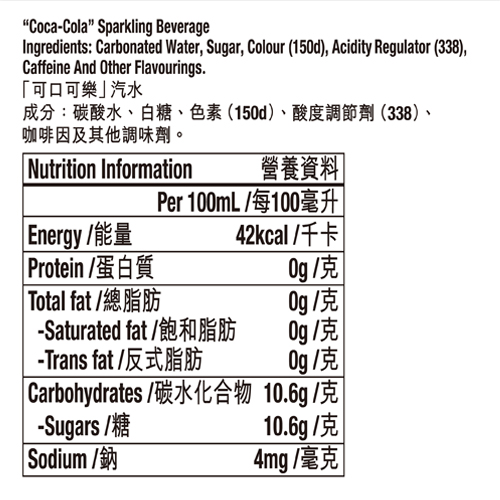 “Coca-Cola” Sparkling Beverage
Ingredients: Carbonated Water, Sugar, Colour (150d), Acidity Regulator (338),
Caffeine And Other Flavourings.
「可口可樂」汽水
成分：碳酸水、白糖、色素（150d）、酸度調節劑（338）、
咖啡因及其他調味劑。
Nutrition Information 營養資料
Per 100mL /每100毫升
Energy /能量 42kcal /千卡
Protein /蛋白質 0g /克
Total fat /總脂肪 0g /克
-Saturated fat /飽和脂肪 0g /克
-Trans fat /反式脂肪 0g /克
Carbohydrates /碳水化合物 10.6g /克
-Sugars /糖 10.6g /克
Sodium /鈉 4mg /毫克